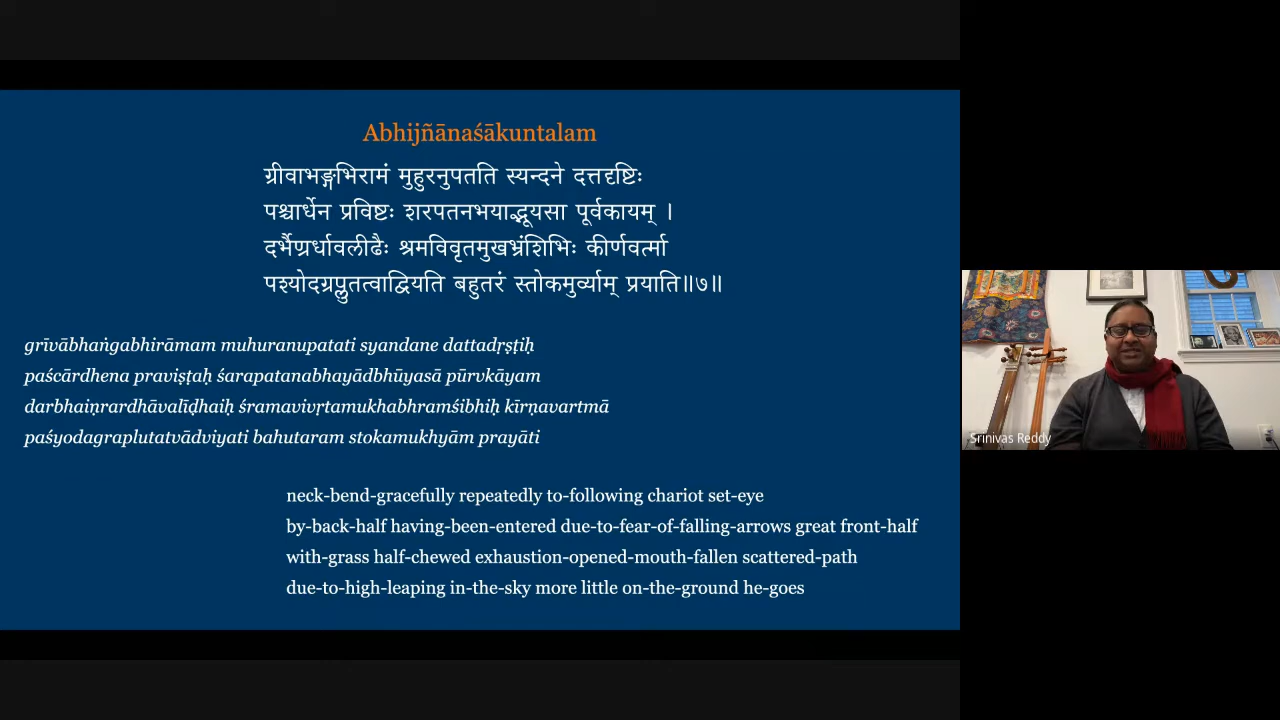 Abhijñānaśākuntalam
ग्रीवाभङ्गभिरामं मुहुरनुपतति स्यन्दने दत्तदृष्टिः
पश्चार्धेन प्रविष्टः शरपतनभयाद्भूयसा पूर्वकायम् ।
दर्भैण्रर्धावलीढैः श्रमविवृतमुखभ्रंशिभिः कीर्णवर्त्मा
पश्योदग्रप्लुतत्वाद्वियति बहुतरं स्तोकमुर्व्याम् प्रयाति॥७॥
grīvābhaṅgabhirāmam muhuranupatati syandane dattadṛṣṭiḥ
paścārdhena praviṣṭaḥ śarapatanabhayādbhūyasā pūrvkāyam
darbhaiṇrardhāvalīḍhaiḥ śramavivṛtamukhabhramśibhiḥ kīrṇavartmā
paśyodagraplutatvādviyati bahutaram stokamukhyām prayāti
neck-bend-gracefully repeatedly to-following chariot set-eye
by-back-half having-been-entered due-to-fear-of-falling-arrows great front-half
with-grass half-chewed exhaustion-opened-mouth-fallen scattered-path
due-to-high-leaping in-the-sky more little on-the-ground he-goes
Srinivas Reddy